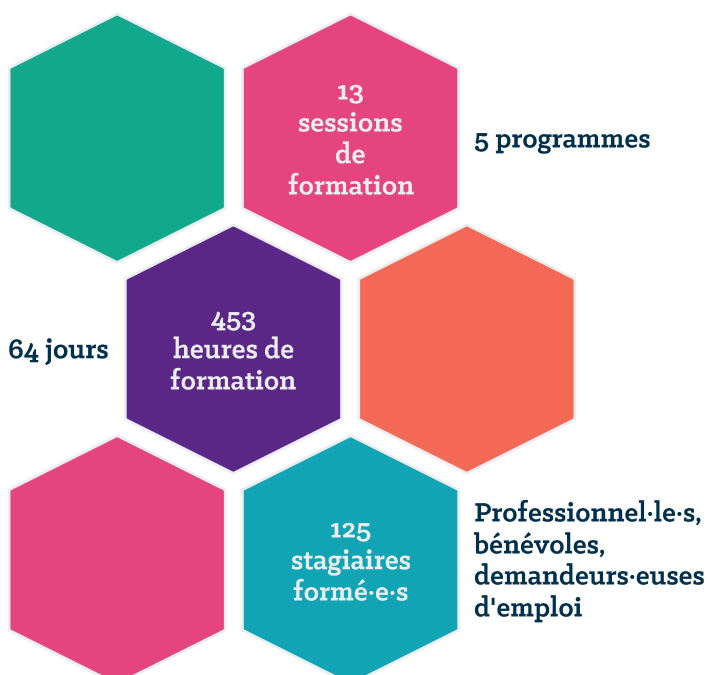 13
sessions
de
formation
5 programmes
453
heures de
formation
64 jours
125
stagiaires
formé·e·s
Professionnel·le·s,
bénévoles,
demandeurs·euses
d'emploi